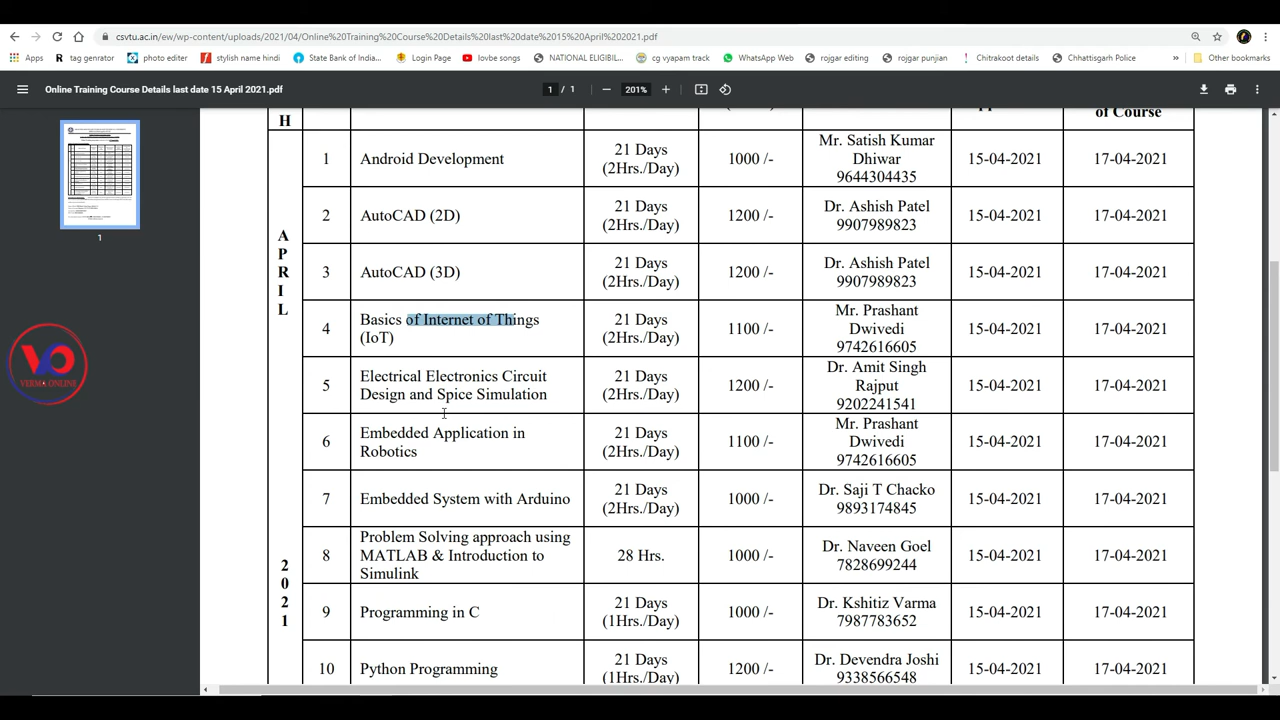 csvtu.ac.in/ew/wp-content/uploads/2021/04/Online%20Training%20Course%20Details%20last%20date%2015%20April%202021.pdf
Apps
R tag genrator
photo editer
stylish name hindi
State Bank of India...
Login Page
lovbe songs
NATIONAL ELIGIBIL...
cg vyapam track
WhatsApp Web
rojgar editing
rojgar punjian
Chitrakoot details
Chhattisgarh Police
»
Other bookmarks
Online Training Course Details last date 15 April 2021.pdf
1 / 1
201%
1
VO
VERMA ONLINE
H
of Course
APRIL
2021
1 Android Development 21 Days (2Hrs./Day) 1000 /- Mr. Satish Kumar Dhiwar 9644304435 15-04-2021 17-04-2021
2 AutoCAD (2D) 21 Days (2Hrs./Day) 1200 /- Dr. Ashish Patel 9907989823 15-04-2021 17-04-2021
3 AutoCAD (3D) 21 Days (2Hrs./Day) 1200 /- Dr. Ashish Patel 9907989823 15-04-2021 17-04-2021
4 Basics of Internet of Things (IoT) 21 Days (2Hrs./Day) 1100 /- Mr. Prashant Dwivedi 9742616605 15-04-2021 17-04-2021
5 Electrical Electronics Circuit Design and Spice Simulation 21 Days (2Hrs./Day) 1200 /- Dr. Amit Singh Rajput 9202241541 15-04-2021 17-04-2021
6 Embedded Application in Robotics 21 Days (2Hrs./Day) 1100 /- Mr. Prashant Dwivedi 9742616605 15-04-2021 17-04-2021
7 Embedded System with Arduino 21 Days (2Hrs./Day) 1000 /- Dr. Saji T Chacko 9893174845 15-04-2021 17-04-2021
8 Problem Solving approach using MATLAB & Introduction to Simulink 28 Hrs. 1000 /- Dr. Naveen Goel 7828699244 15-04-2021 17-04-2021
9 Programming in C 21 Days (1Hrs./Day) 1000 /- Dr. Kshitiz Varma 7987783652 15-04-2021 17-04-2021
10 Python Programming 21 Days (1Hrs./Day) 1200 /- Dr. Devendra Joshi 9338566548 15-04-2021 17-04-2021